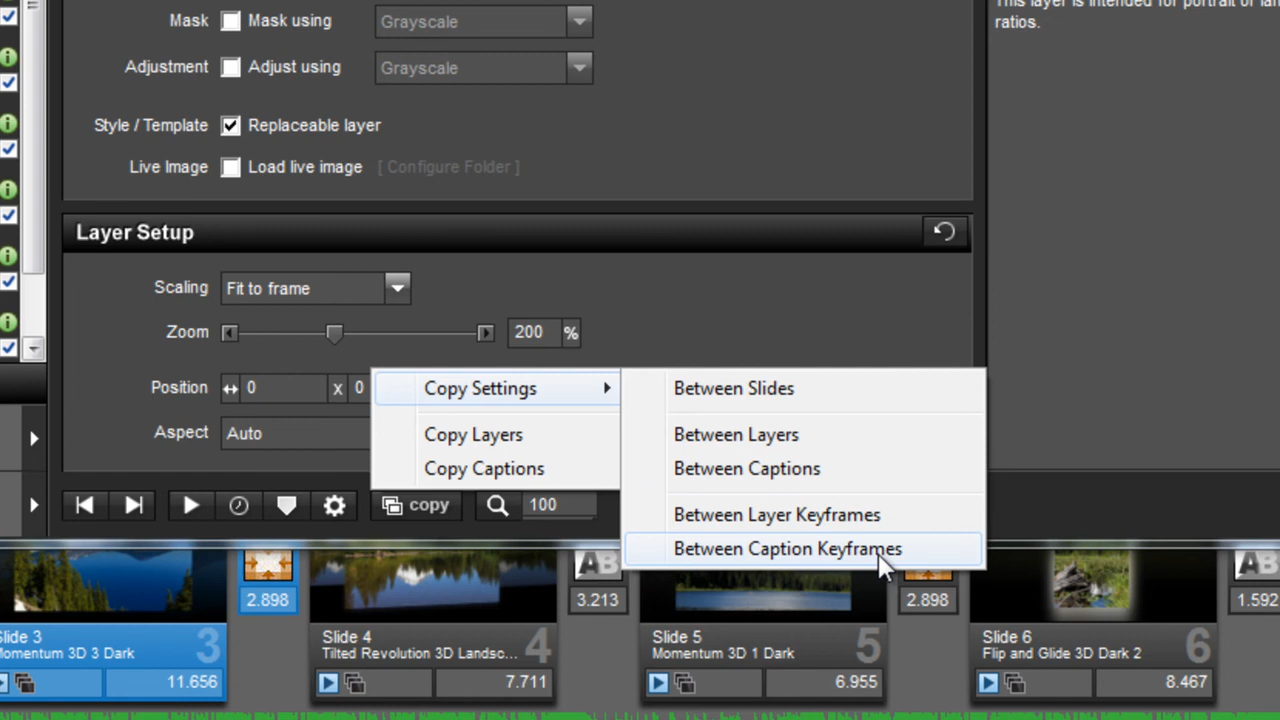 This layer is intended for portrait or lan
ratios.
Mask
Mask using
Grayscale
Adjustment
Adjust using
Grayscale
Style / Template
Replaceable layer
Live Image
Load live image
[ Configure Folder ]
Layer Setup
Scaling
Fit to frame
Zoom
200
%
Position
0
x
0
Aspect
Auto
Copy Settings
Copy Layers
Copy Captions
Between Slides
Between Layers
Between Captions
Between Layer Keyframes
Between Caption Keyframes
copy
100
2.898
AB
3.213
2.898
AB
1.592
Slide 3
Momentum 3D 3 Dark
3
11.656
Slide 4
Tilted Revolution 3D Landsc...
4
7.711
Slide 5
Momentum 3D 1 Dark
5
6.955
Slide 6
Flip and Glide 3D Dark 2
6
8.467